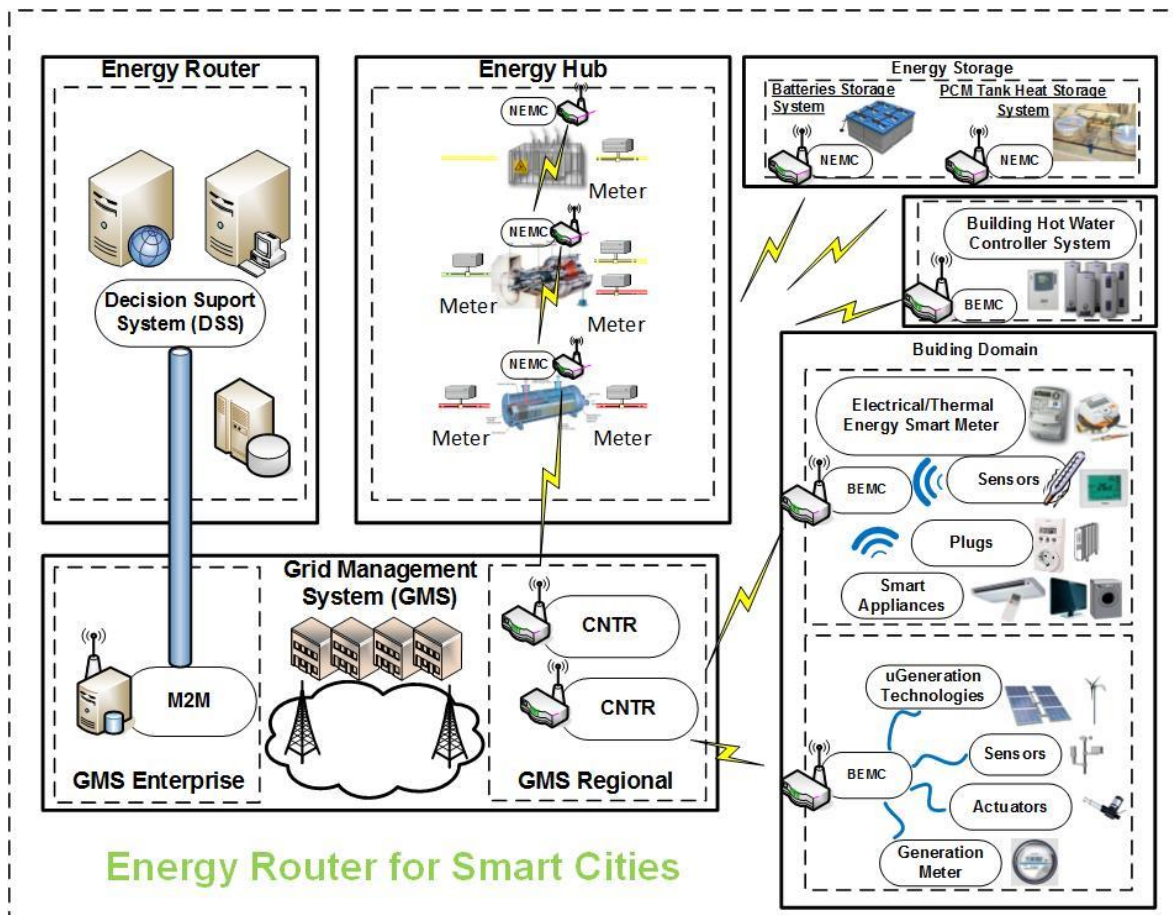 Energy Router
Decision Suport
System (DSS)
Energy Hub
NEMC
Meter
NEMC
Meter
Meter
NEMC
Meter
Meter
Energy Storage
Batteries Storage
System
NEMC
PCM Tank Heat Storage
System
NEMC
Building Hot Water
Controller System
BEMC
Buiding Domain
Electrical/Thermal
Energy Smart Meter
BEMC
Sensors
Plugs
Smart
Appliances
uGeneration
Technologies
BEMC
Sensors
Actuators
Generation
Meter
Grid Management
System (GMS)
M2M
GMS Enterprise
CNTR
CNTR
GMS Regional
Energy Router for Smart Cities